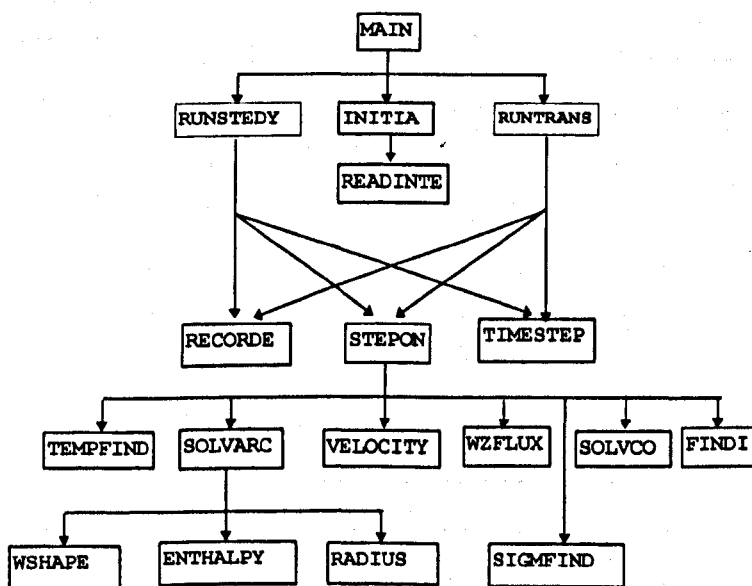 MAIN
RUNSTEDY
INITIA
RUNTRANS
READINTE
RECORDE
STEPON
TIMESTEP
TEMPFIND
SOLVARC
VELOCITY
WZFLUX
SOLVCO
FINDI
WSHAPE
ENTHALPY
RADIUS
SIGMFIND